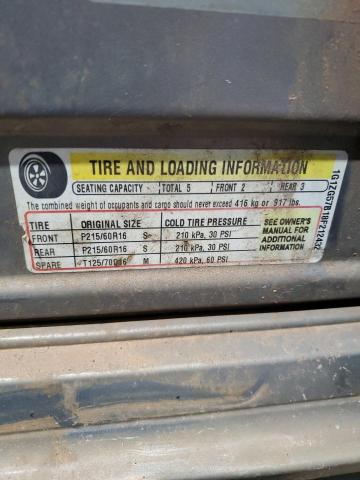 TIRE AND LOADING INFORMATION
SEATING CAPACITY TOTAL 5 FRONT 2 REAR 3
The combined weight of occupants and cargo should never exceed 416 kg or 917 lbs.
TIRE ORIGINAL SIZE COLD TIRE PRESSURE
FRONT P215/60R16 S 210 kPa, 30 PSI
REAR P215/60R16 S 210 kPa, 30 PSI
SPARE T125/70D16 M 420 kPa, 60 PSI
SEE OWNER'S
MANUAL FOR
ADDITIONAL
INFORMATION